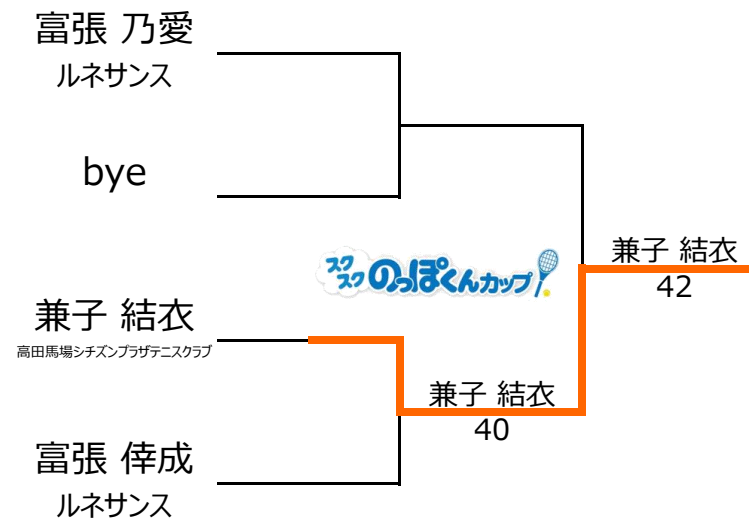 富張 乃愛
ルネサンス
bye
スクスク のっぽくんカップ
兼子 結衣
42
兼子 結衣
高田馬場シチズンプラザテニスクラブ
兼子 結衣
40
富張 倖成
ルネサンス